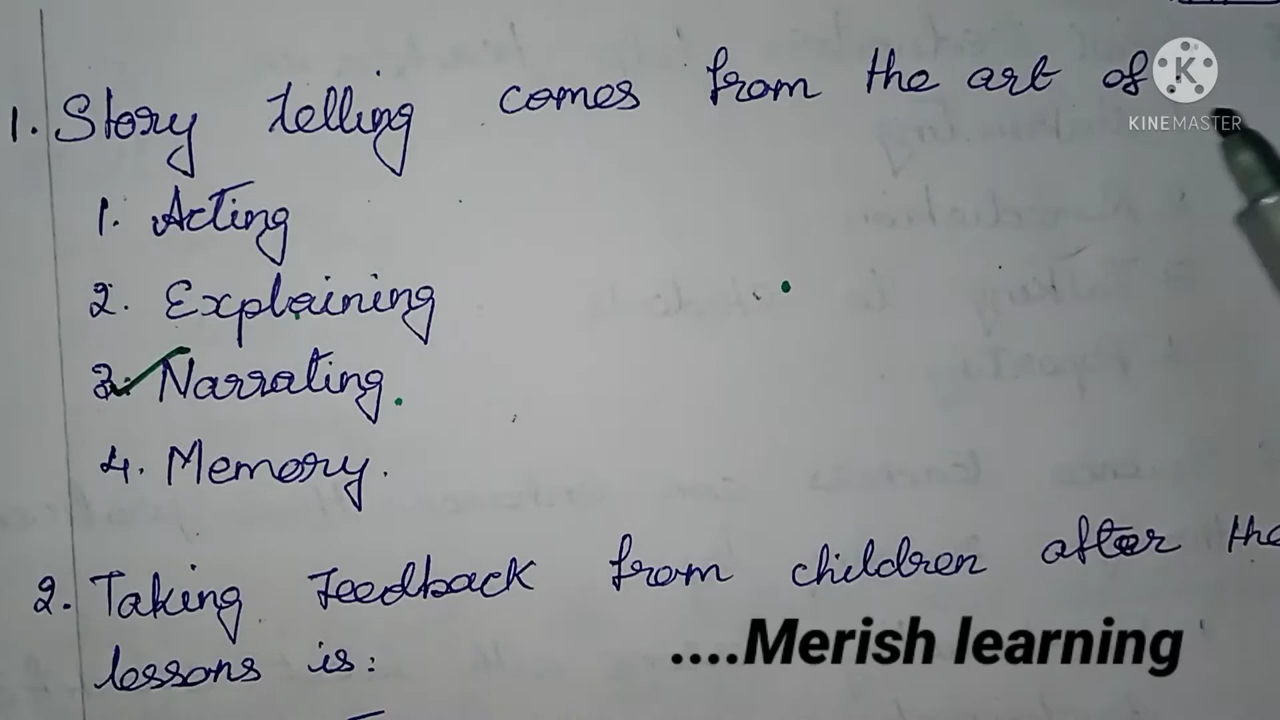 1. Story telling comes from the art of
KINEMASTER
1. Acting
2. Explaining
3. Narrating.
4. Memory.
2. Taking Feedback from children after the
lessons is:
....Merish learning